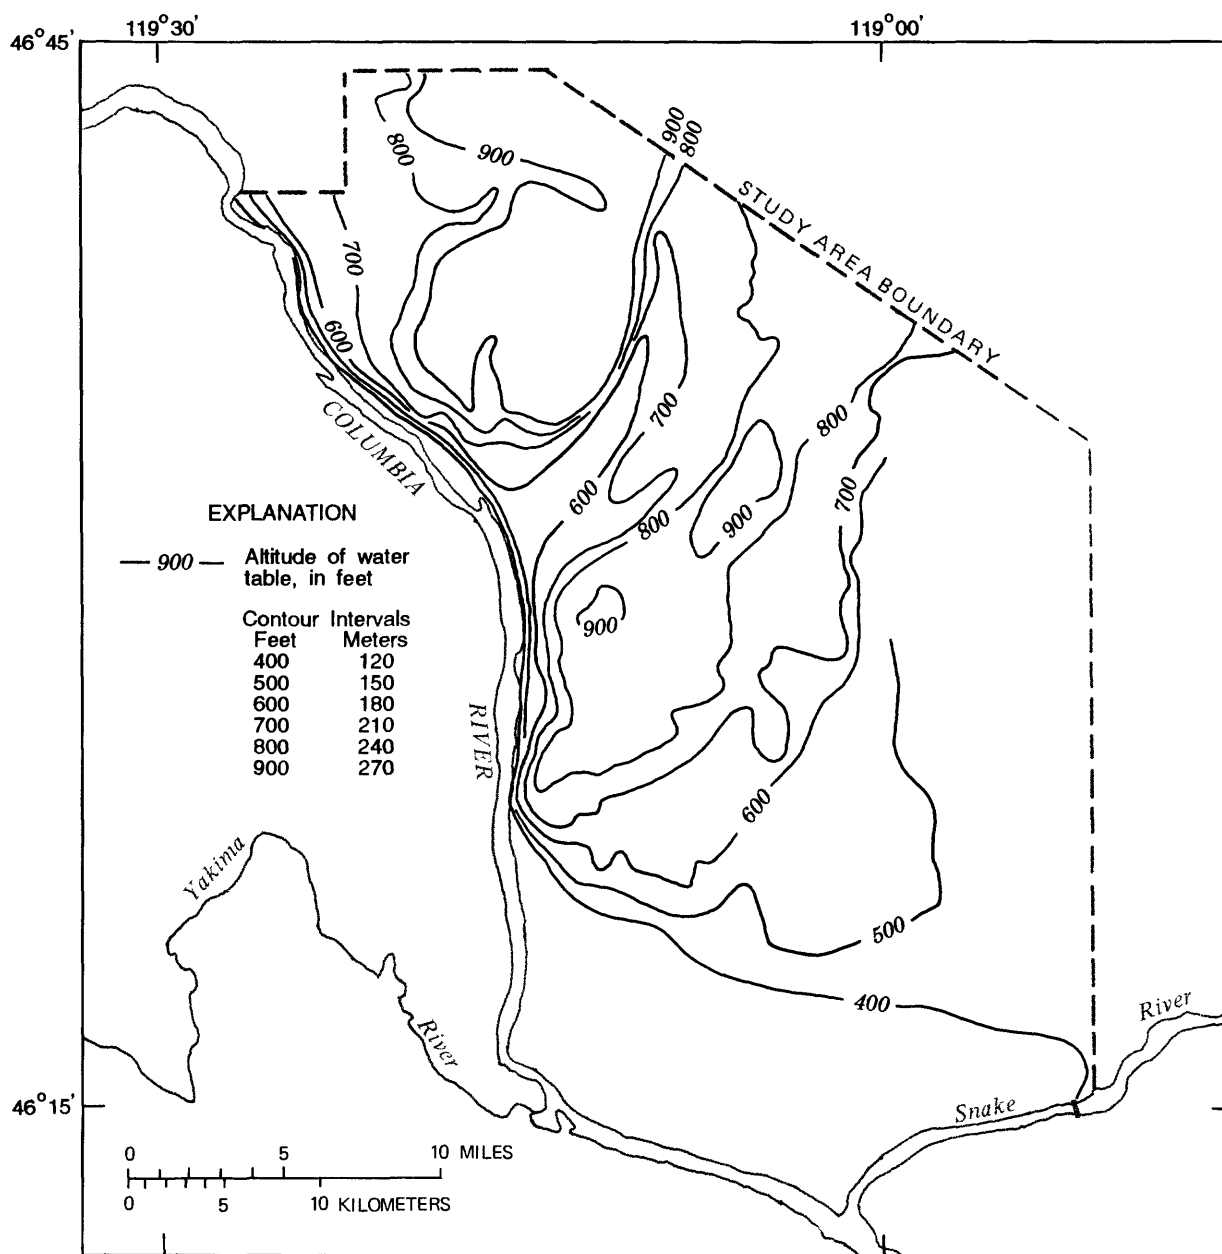 119°30'
119°00'
46°45'
900
800
800
900
STUDY AREA BOUNDARY
700
600
COLUMBIA
700
800
700
600
800
900
EXPLANATION
— 900 — Altitude of water
table, in feet
Contour Intervals
Feet Meters
400 120
500 150
600 180
700 210
800 240
900 270
900
RIVER
600
Yakima
500
400
River
River
Snake
46°15'
0 5 10 MILES
0 5 10 KILOMETERS